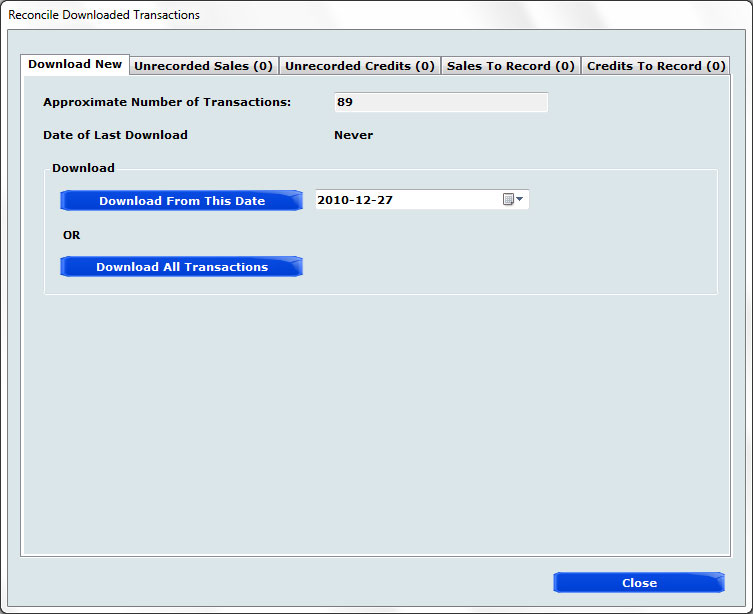 Reconcile Downloaded Transactions
Download New Unrecorded Sales (0) Unrecorded Credits (0) Sales To Record (0) Credits To Record (0)
Approximate Number of Transactions: 89
Date of Last Download Never
Download
Download From This Date 2010-12-27
OR
Download All Transactions
Close